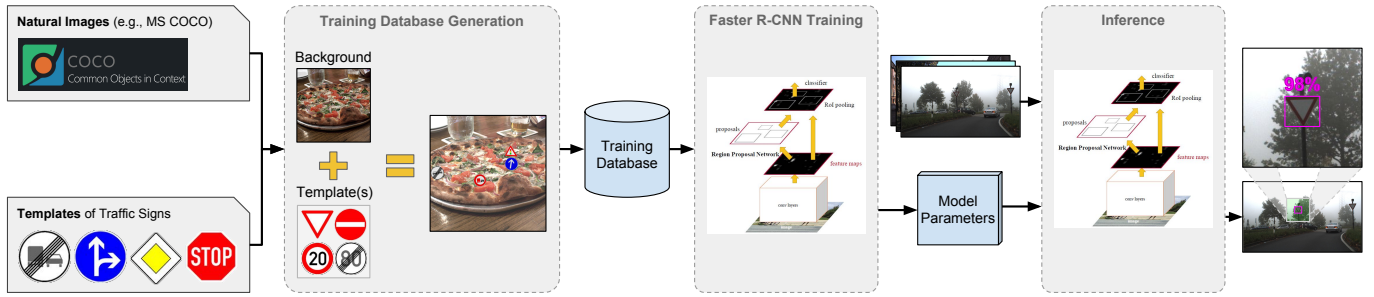 Natural Images (e.g., MS COCO)
COCO
Common Objects in Context
Templates of Traffic Signs
STOP
Training Database Generation
Background
Template(s)
20
80
Training
Database
Faster R-CNN Training
classifier
RoI pooling
proposals
Region Proposal Network
feature maps
conv layers
image
Model
Parameters
Inference
classifier
RoI pooling
proposals
Region Proposal Network
feature maps
conv layers
image
98%